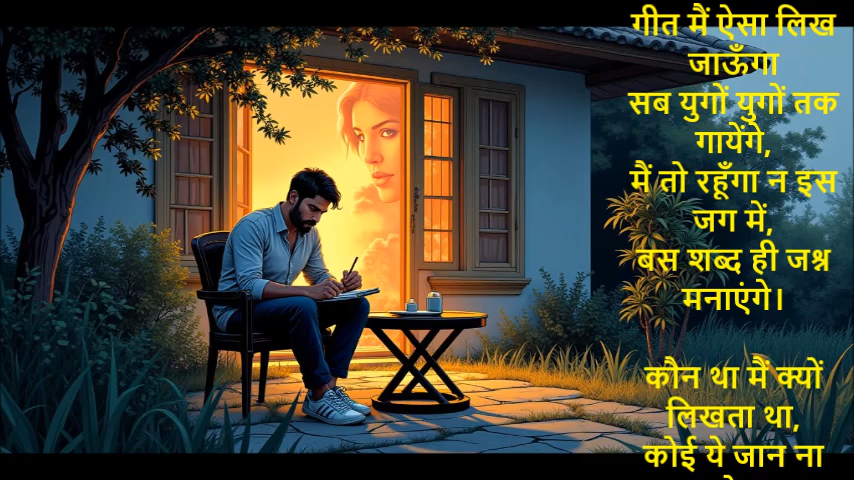 गीत मैं ऐसा लिख
जाऊँगा
सब युगों युगों तक
गायेंगे,
मैं तो रहूँगा न इस
जग में,
बस शब्द ही जश्न
मनाएंगे।
कौन था मैं क्यों
लिखता था,
कोई ये जान ना